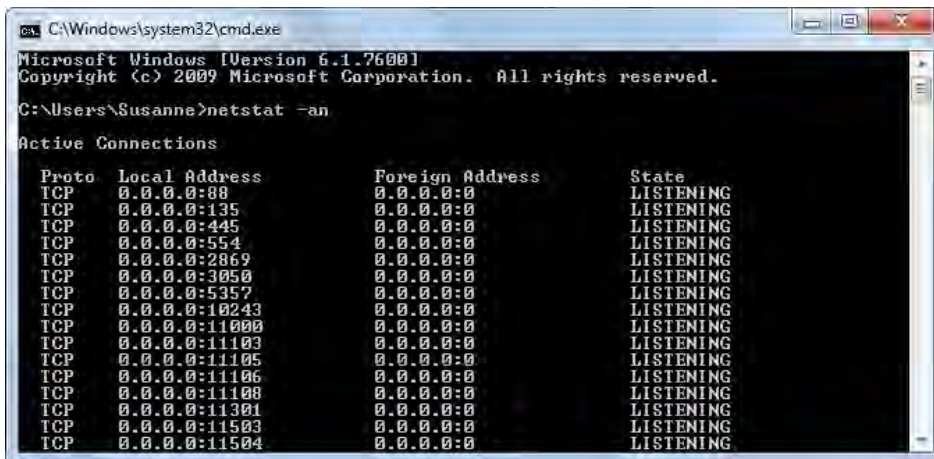 C:\Windows\system32\cmd.exe
Microsoft Windows [Version 6.1.7600]
Copyright (c) 2009 Microsoft Corporation.  All rights reserved.
C:\Users\Susanne>netstat -an
Active Connections
Proto  Local Address          Foreign Address        State
TCP    0.0.0.0:88             0.0.0.0:0              LISTENING
TCP    0.0.0.0:135            0.0.0.0:0              LISTENING
TCP    0.0.0.0:445            0.0.0.0:0              LISTENING
TCP    0.0.0.0:554            0.0.0.0:0              LISTENING
TCP    0.0.0.0:2869           0.0.0.0:0              LISTENING
TCP    0.0.0.0:3050           0.0.0.0:0              LISTENING
TCP    0.0.0.0:5357           0.0.0.0:0              LISTENING
TCP    0.0.0.0:10243          0.0.0.0:0              LISTENING
TCP    0.0.0.0:11000          0.0.0.0:0              LISTENING
TCP    0.0.0.0:11103          0.0.0.0:0              LISTENING
TCP    0.0.0.0:11105          0.0.0.0:0              LISTENING
TCP    0.0.0.0:11106          0.0.0.0:0              LISTENING
TCP    0.0.0.0:11108          0.0.0.0:0              LISTENING
TCP    0.0.0.0:11301          0.0.0.0:0              LISTENING
TCP    0.0.0.0:11503          0.0.0.0:0              LISTENING
TCP    0.0.0.0:11504          0.0.0.0:0              LISTENING